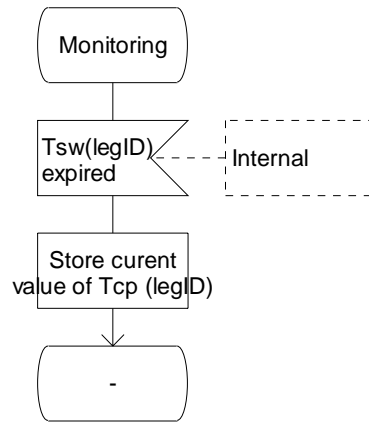 Monitoring
Tsw(legID)
expired
Internal
Store curent
value of Tcp (legID)
-